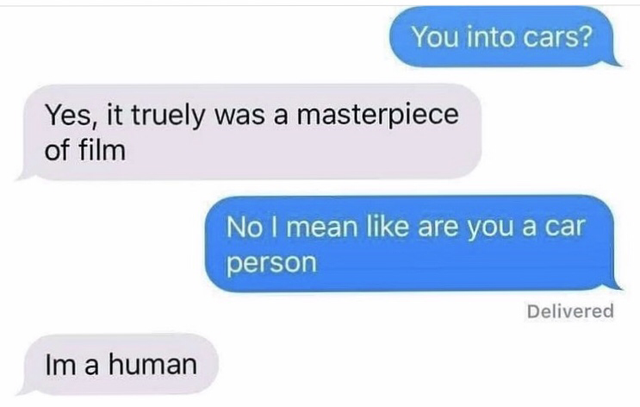 You into cars?
Yes, it truely was a masterpiece
of film
No I mean like are you a car
person
Delivered
Im a human